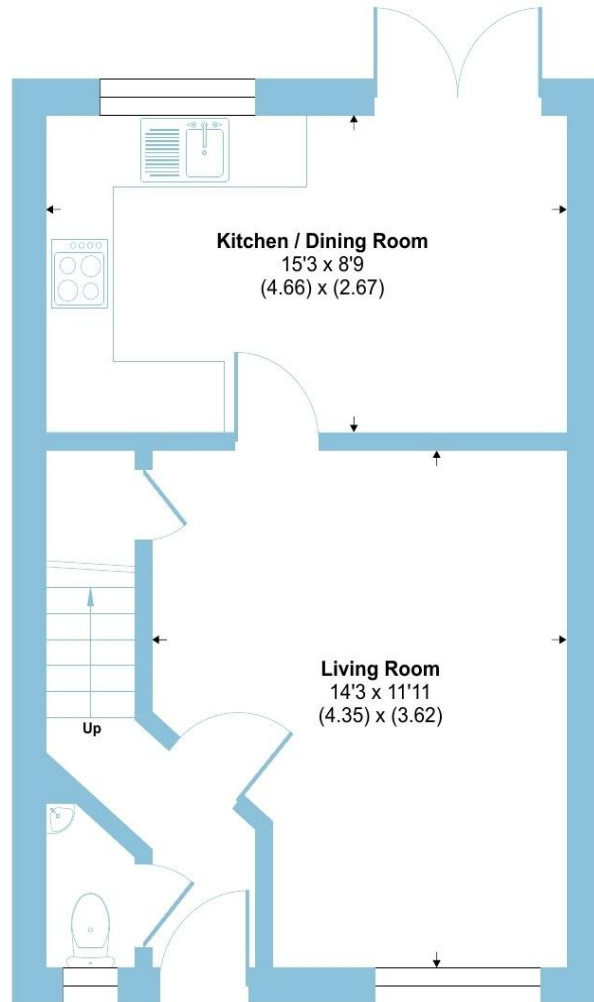 Kitchen / Dining Room
15'3 x 8'9
(4.66) x (2.67)
Living Room
14'3 x 11'11
(4.35) x (3.62)
Up